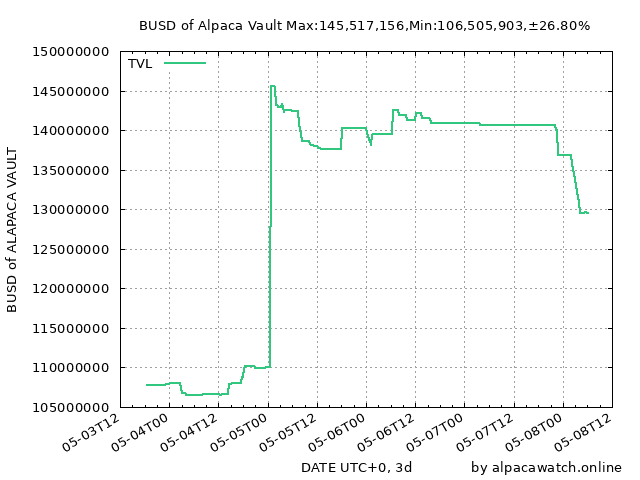 BUSD of Alpaca Vault Max:145,517,156,Min:106,505,903,±26.80%
TVL
BUSD of ALAPACA VAULT
150000000
145000000
140000000
135000000
130000000
125000000
120000000
115000000
110000000
105000000
05-03T12
05-04T00
05-04T12
05-05T00
05-05T12
05-06T00
05-06T12
05-07T00
05-07T12
05-08T00
05-08T12
DATE UTC+0, 3d
by alpacawatch.online